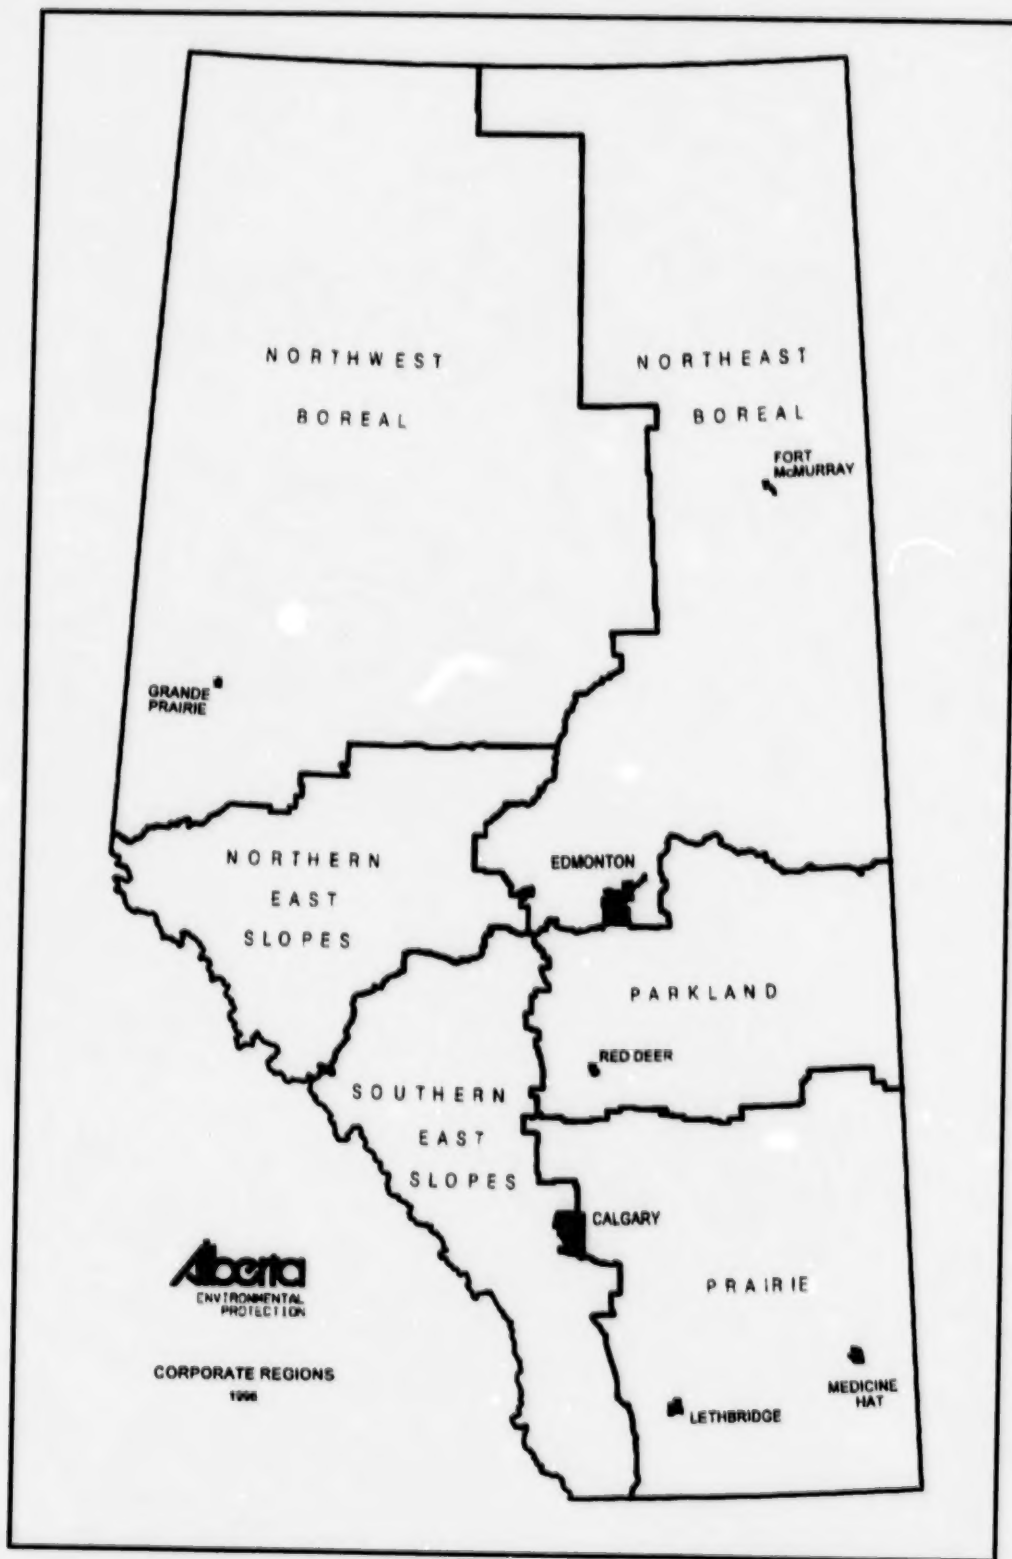 NORTHWEST
BOREAL
NORTHEAST
BOREAL
FORT
McMURRAY
GRANDE
PRAIRIE
NORTHERN
EAST
SLOPES
EDMONTON
PARKLAND
RED DEER
SOUTHERN
EAST
SLOPES
CALGARY
PRAIRIE
MEDICINE
HAT
LETHBRIDGE
Alberta
ENVIRONMENTAL
PROTECTION
CORPORATE REGIONS